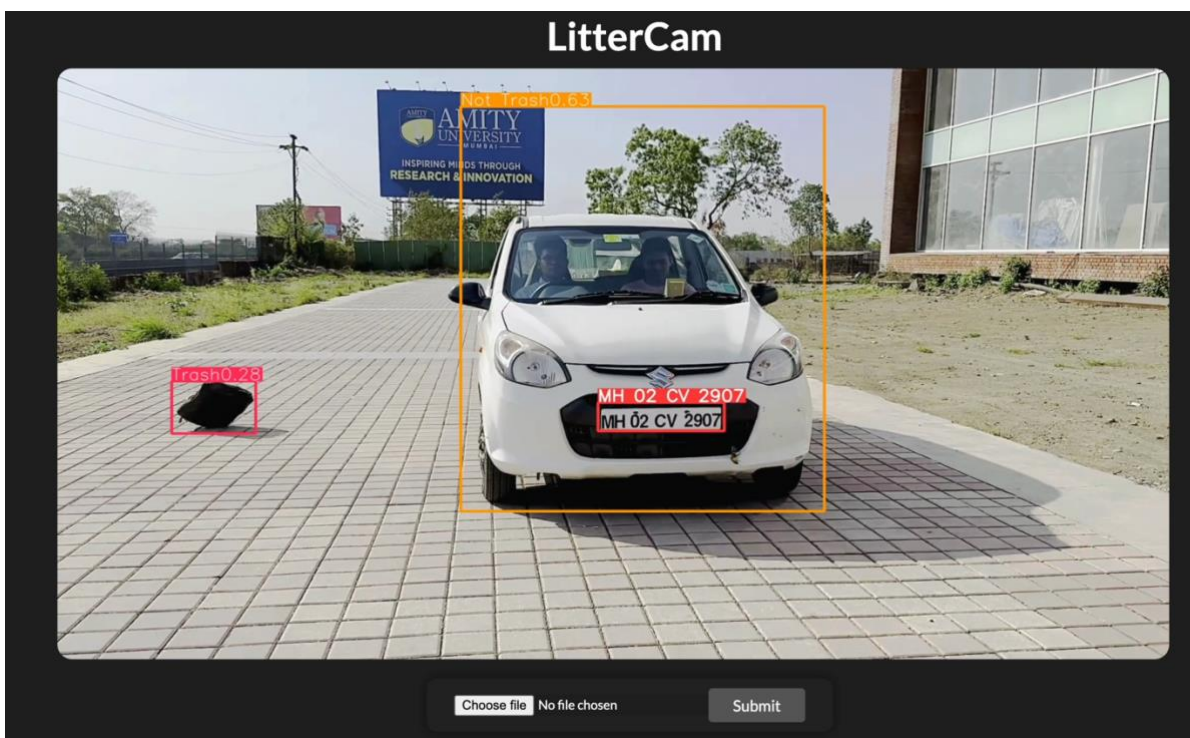 LitterCam
Not Trash0.63
AMITY
AMITY
UNIVERSITY
MUMBAI
INSPIRING MINDS THROUGH
RESEARCH & INNOVATION
Trash0.28
MH 02 CV 2907
MH 02 CV 2907
Choose file No file chosen
Submit